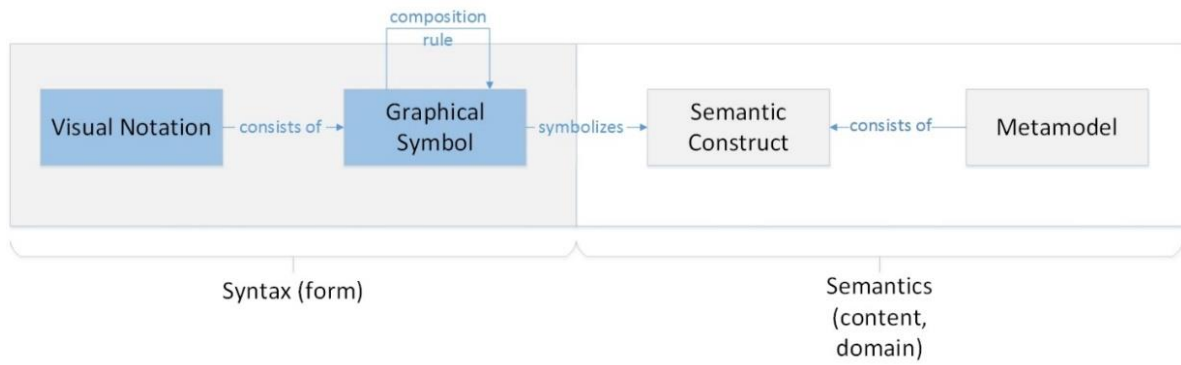 composition
rule
Visual Notation
consists of
Graphical
Symbol
symbolizes
Semantic
Construct
consists of
Metamodel
Syntax (form)
Semantics
(content,
domain)